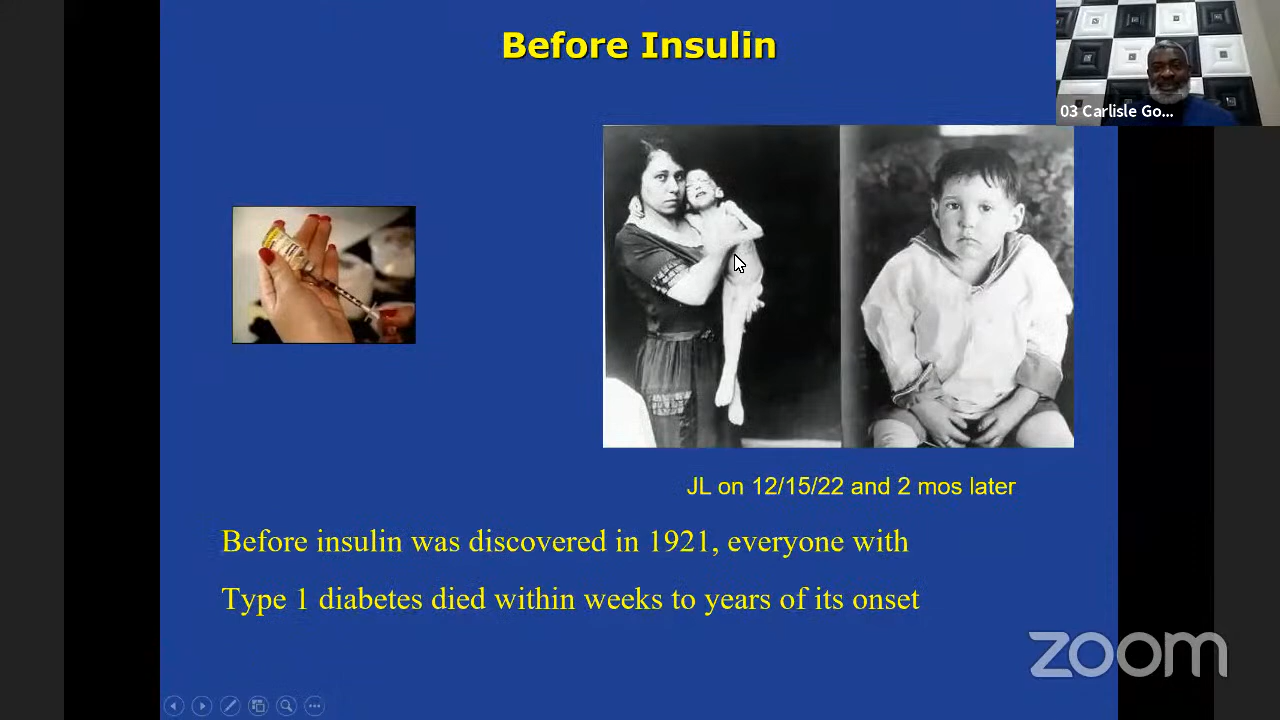 Before Insulin
03 Carlisle Go...
JL on 12/15/22 and 2 mos later
Before insulin was discovered in 1921, everyone with
Type 1 diabetes died within weeks to years of its onset
zoom